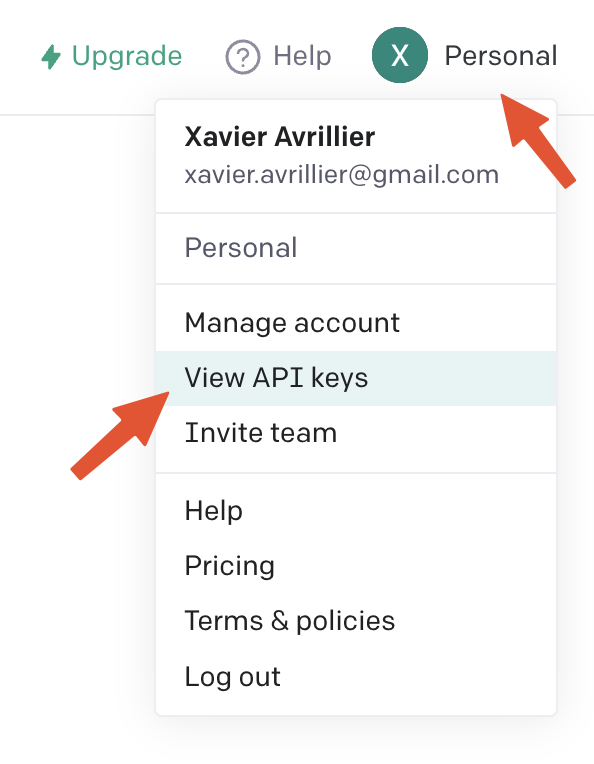 Upgrade
? Help
X Personal
Xavier Avrillier
xavier.avrillier@gmail.com
Personal
Manage account
View API keys
Invite team
Help
Pricing
Terms & policies
Log out